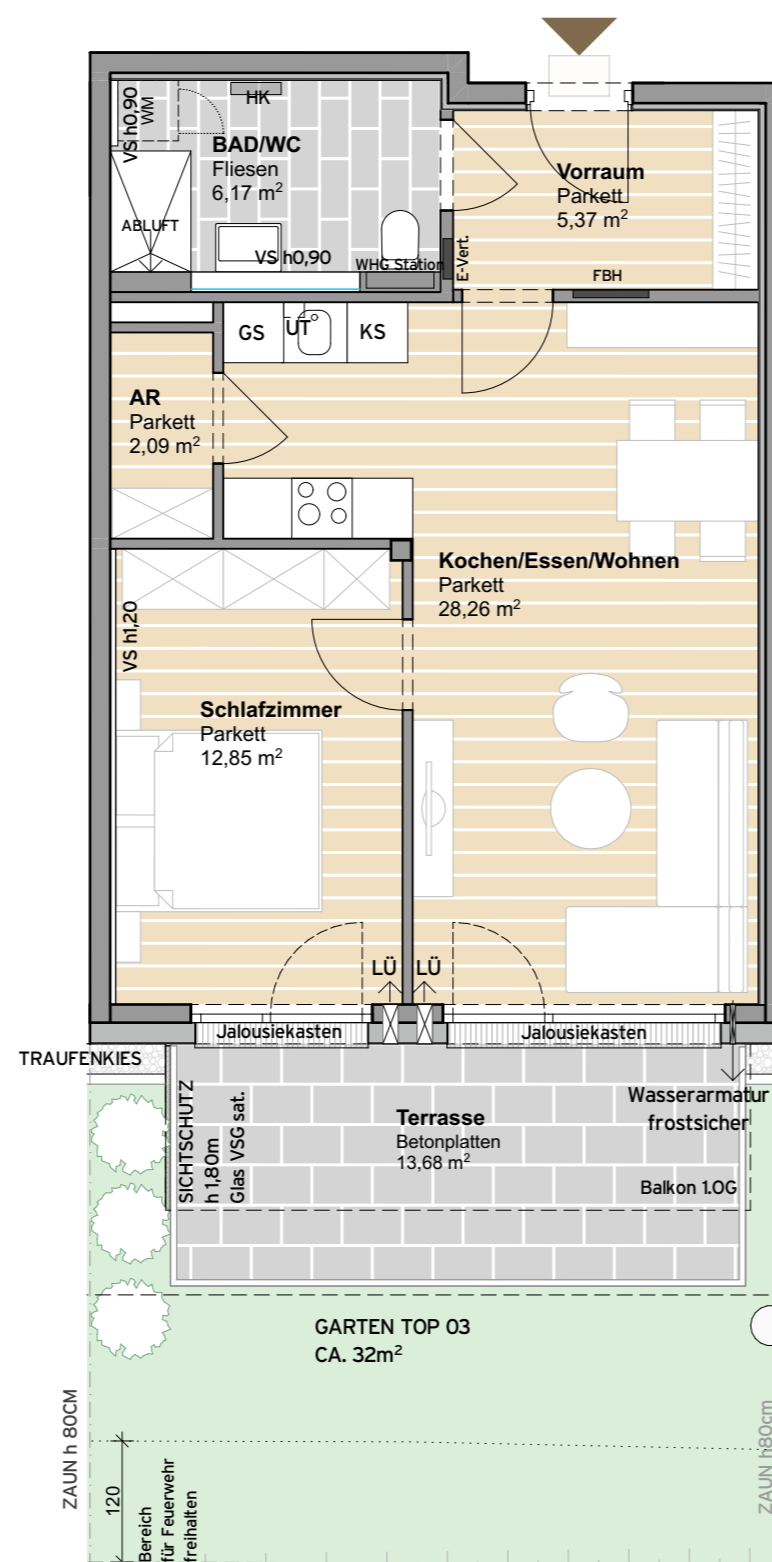 HK
VS h0,90
WM
BAD/WC
Fliesen
6,17 m²
Vorraum
Parkett
5,37 m²
ABLUFT
VS h0,90
WHG Station
E-Vert.
FBH
GS
UT
KS
AR
Parkett
2,09 m²
Kochen/Essen/Wohnen
Parkett
28,26 m²
VS h1,20
Schlafzimmer
Parkett
12,85 m²
LÜ
LÜ
Jalousiekasten
Jalousiekasten
TRAUFENKIES
SICHTSCHUTZ
h 1,80m
Glas VSG sat.
Terrasse
Betonplatten
13,68 m²
Wasserarmatur
frostsicher
Balkon 1.OG
GARTEN TOP 03
CA. 32m²
ZAUN h 80CM
ZAUN h80cm
120
Bereich
für Feuerwehr
freihalten